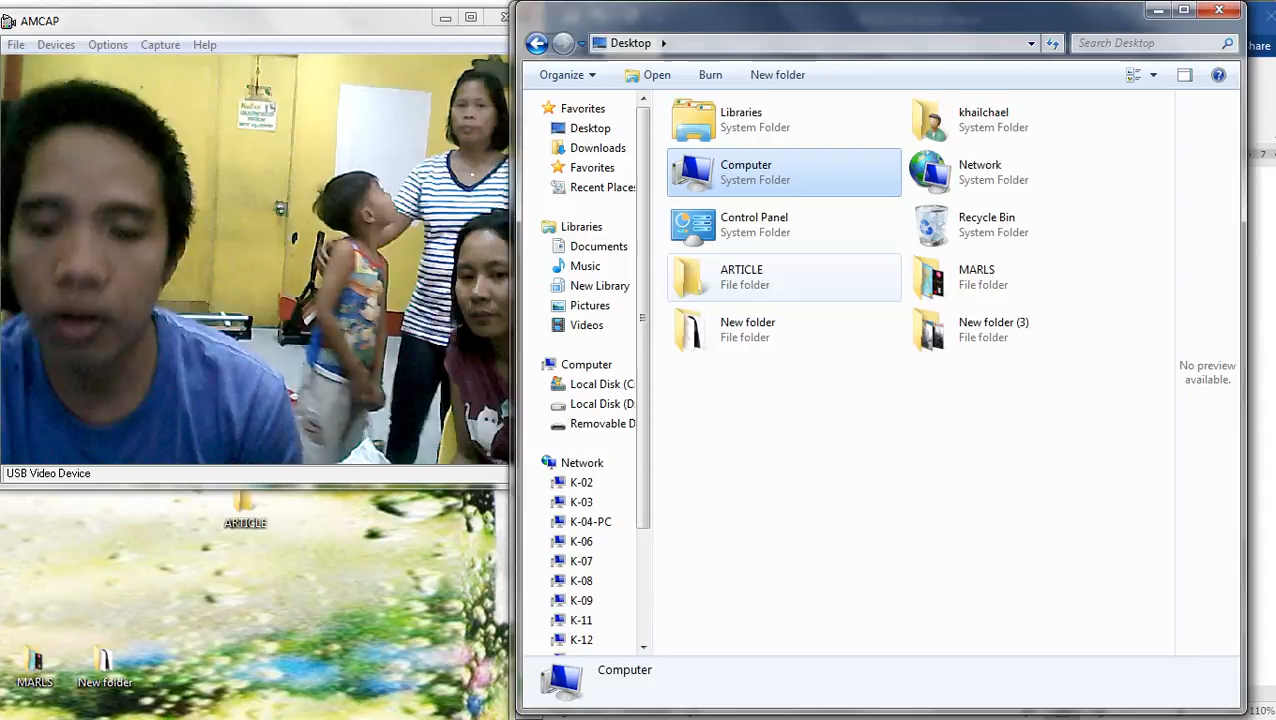 AMCAP
File Devices Options Capture Help
USB Video Device
ARTICLE
MARLS
New folder
Desktop
Search Desktop
Organize
Open
Burn
New folder
Favorites
Desktop
Downloads
Favorites
Recent Places
Libraries
Documents
Music
New Library
Pictures
Videos
Computer
Local Disk (C
Local Disk (D
Removable D
Network
K-02
K-03
K-04-PC
K-06
K-07
K-08
K-09
K-11
K-12
Libraries
System Folder
khailchael
System Folder
Computer
System Folder
Network
System Folder
Control Panel
System Folder
Recycle Bin
System Folder
ARTICLE
File folder
MARLS
File folder
New folder
File folder
New folder (3)
File folder
No preview
available.
Computer
hare
7
110%